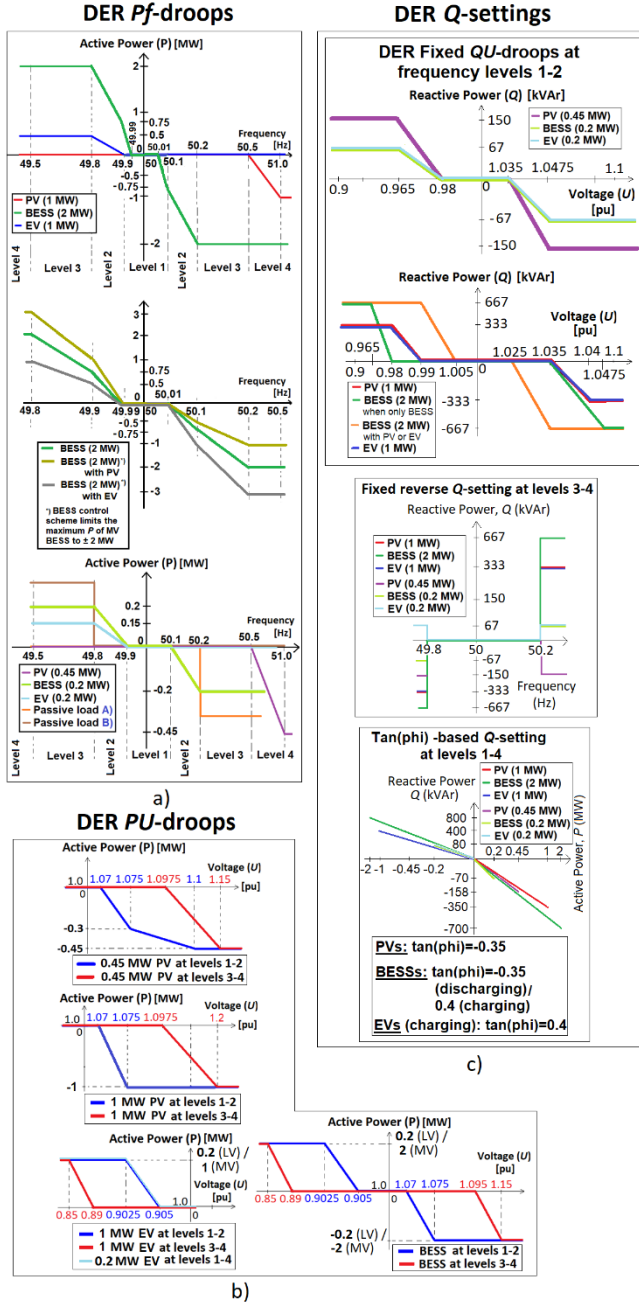 DER Pf-droops
Active Power (P) [MW]
2
0.75
0.5
49.99
50.01
50.2
50.5
Frequency
[Hz]
49.5
49.8
49.9
0
0
50.1
51.0
-0.5
-0.75
-1
-2
PV (1 MW)
BESS (2 MW)
EV (1 MW)
Level 4
Level 3
Level 2
Level 1
Level 2
Level 3
Level 4
Active Power (P) [MW]
3
2
1
0.75
0.5
50.01
Frequency
[Hz]
49.8
49.9
49.99
50
50.1
50.2
50.5
0
-0.5
-0.75
-1
-2
-3
BESS (2 MW)
BESS (2 MW)*)
with PV
BESS (2 MW)*)
with EV
*) BESS control
scheme limits the
maximum P of MV
BESS to ± 2 MW
Active Power (P) [MW]
0.2
0.15
50.1
50.2
50.5
Frequency
[Hz]
49.5
49.8
49.9
0
50
51.0
-0.2
-0.45
PV (0.45 MW)
BESS (0.2 MW)
EV (0.2 MW)
Passive load A)
Passive load B)
Level 4
Level 3
Level 2
Level 1
Level 2
Level 3
Level 4
a)
DER PU-droops
Active Power (P) [MW]
Voltage (U)
[pu]
1.0
0
1.07
1.075
1.0975
1.1
1.15
-0.3
-0.45
0.45 MW PV at levels 1-2
0.45 MW PV at levels 3-4
Active Power (P) [MW]
Voltage (U)
[pu]
1.0
0
1.07
1.075
1.0975
1.2
-1
1 MW PV at levels 1-2
1 MW PV at levels 3-4
Active Power (P) [MW]
0.2 (LV) /
1 (MV)
Voltage (U)
[pu]
1.0
0.85
0.89
0.9025
0.905
0
1 MW EV at levels 1-2
1 MW EV at levels 3-4
0.2 MW EV at levels 1-4
Active Power (P) [MW]
0.2 (LV) /
2 (MV)
Voltage (U)
[pu]
1.0
1.07
1.075
1.095
1.15
0.85
0.89
0.9025
0.905
0
-0.2 (LV) /
-2 (MV)
BESS at levels 1-2
BESS at levels 3-4
b)
DER Q-settings
DER Fixed QU-droops at
frequency levels 1-2
Reactive Power (Q) [kVAr]
150
67
PV (0.45 MW)
BESS (0.2 MW)
EV (0.2 MW)
1.035
1.0475
1.1
0.9
0.965
0.98
0
Voltage (U)
[pu]
-67
-150
Reactive Power (Q) [kVAr]
667
333
Voltage (U)
[pu]
0.965
1.025
1.035
1.04
1.1
0.9
0.98
0.99
1.005
0
1.0475
-333
-667
PV (1 MW)
BESS (2 MW)
when only BESS
BESS (2 MW)
with PV or EV
EV (1 MW)
Fixed reverse Q-setting at levels 3-4
Reactive Power, Q (kVAr)
667
333
150
67
PV (1 MW)
BESS (2 MW)
EV (1 MW)
PV (0.45 MW)
BESS (0.2 MW)
EV (0.2 MW)
49.8
50
50.2
-67
-150
-333
-667
Frequency
(Hz)
Tan(phi) -based Q-setting
at levels 1-4
Reactive Power
Q (kVAr)
PV (1 MW)
BESS (2 MW)
EV (1 MW)
PV (0.45 MW)
BESS (0.2 MW)
EV (0.2 MW)
Active Power, P (MW)
800
400
80
0.2
0.45
1
2
-2
-1
-0.45
-0.2
-70
-158
-350
-700
PVs: tan(phi)=-0.35
BESSs: tan(phi)=-0.35
(discharging)/
0.4 (charging)
EVs (charging): tan(phi)=0.4
c)